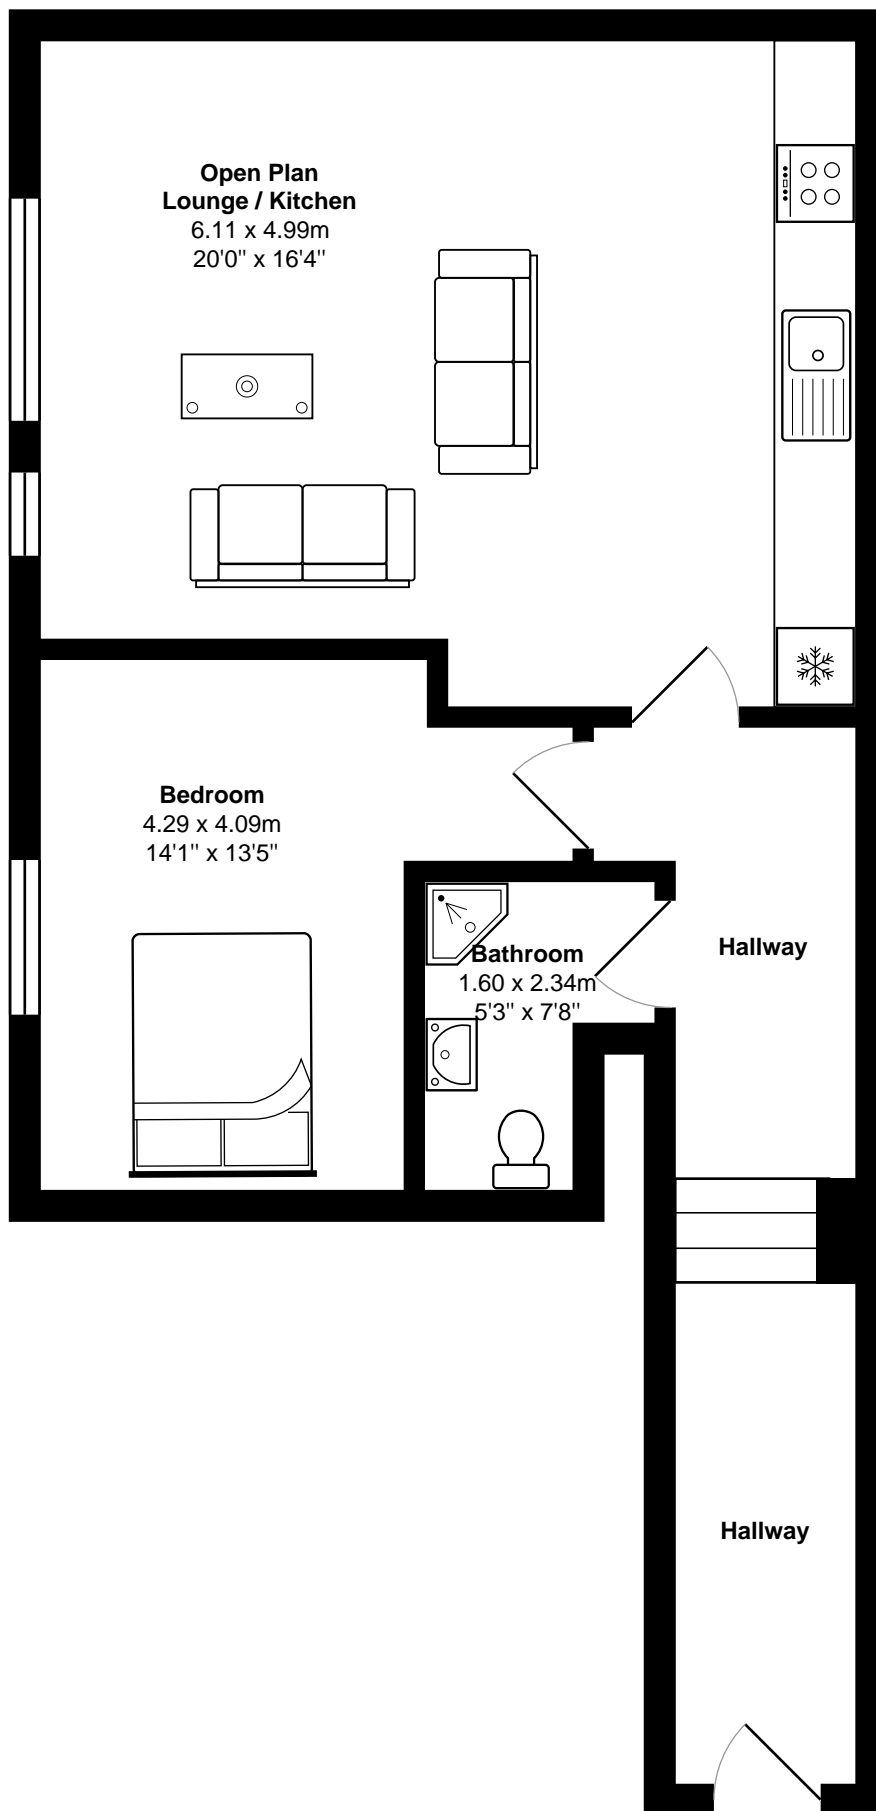 Open Plan
Lounge / Kitchen
6.11 x 4.99m
20'0" x 16'4"
Bedroom
4.29 x 4.09m
14'1" x 13'5"
Bathroom
1.60 x 2.34m
5'3" x 7'8"
Hallway
Hallway